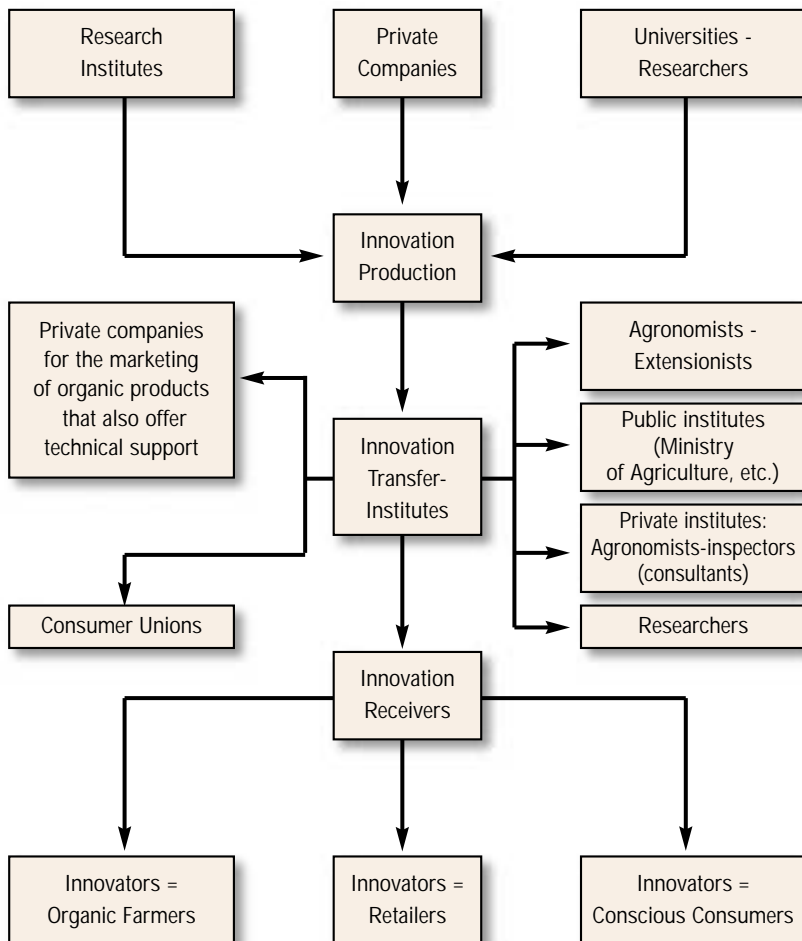 Research
Institutes
Private
Companies
Universities -
Researchers
Innovation
Production
Private companies
for the marketing
of organic products
that also offer
technical support
Innovation
Transfer-
Institutes
Agronomists -
Extensionists
Public institutes
(Ministry
of Agriculture, etc.)
Private institutes:
Agronomists-inspectors
(consultants)
Researchers
Consumer Unions
Innovation
Receivers
Innovators =
Organic Farmers
Innovators =
Retailers
Innovators =
Conscious Consumers